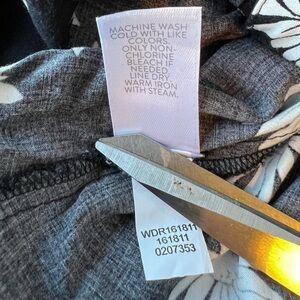 MACHINE WASH
COLD WITH LIKE
COLORS.
ONLY NON-
CHLORINE
BLEACH IF
NEEDED.
LINE DRY.
WARM IRON
WITH STEAM.
WDR161811
161811
0207353